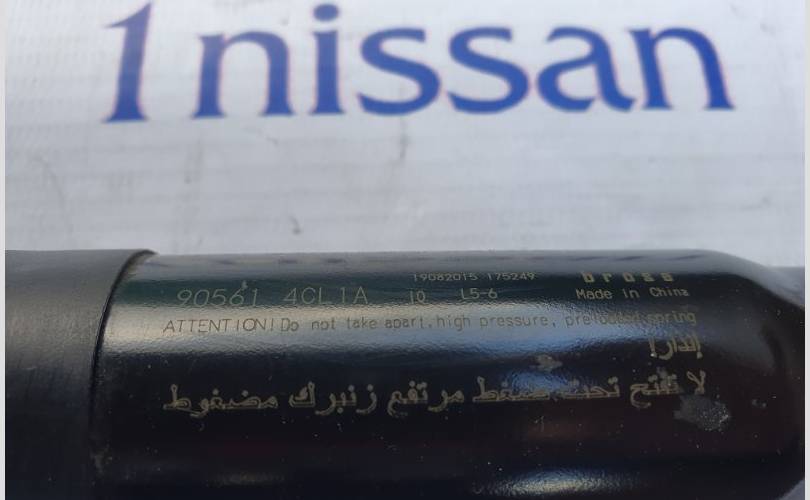 1nissan
19082015 175249 brose
90561 4CL1A 10 L5-6 Made in China
ATTENTION!Do not take apart.high pressure, preloaded spring
إنذار!
لا تفتح تحت ضغط مرتفع زنبرك مضغوط